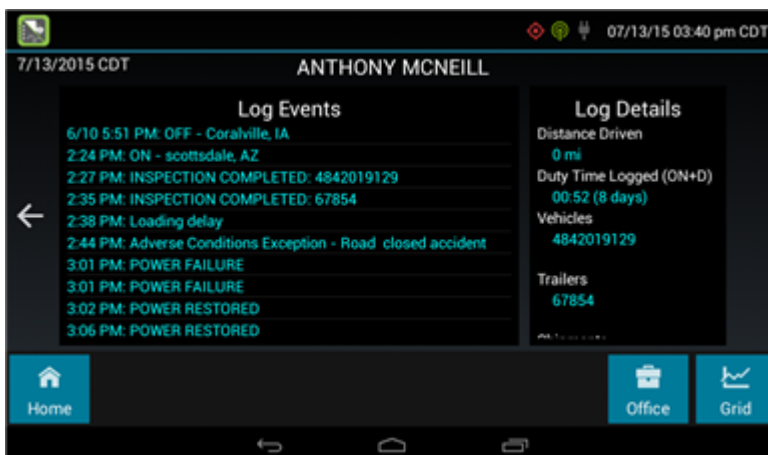 07/13/15 03:40 pm CDT
7/13/2015 CDT
ANTHONY MCNEILL
Log Events
6/10 5:51 PM: OFF - Coralville, IA
2:24 PM: ON - scottsdale, AZ
2:27 PM: INSPECTION COMPLETED: 4842019129
2:35 PM: INSPECTION COMPLETED: 67854
2:38 PM: Loading delay
2:44 PM: Adverse Conditions Exception - Road closed accident
3:01 PM: POWER FAILURE
3:01 PM: POWER FAILURE
3:02 PM: POWER RESTORED
3:06 PM: POWER RESTORED
Log Details
Distance Driven
0 mi
Duty Time Logged (ON+D)
00:52 (8 days)
Vehicles
4842019129
Trailers
67854
Home
Office
Grid